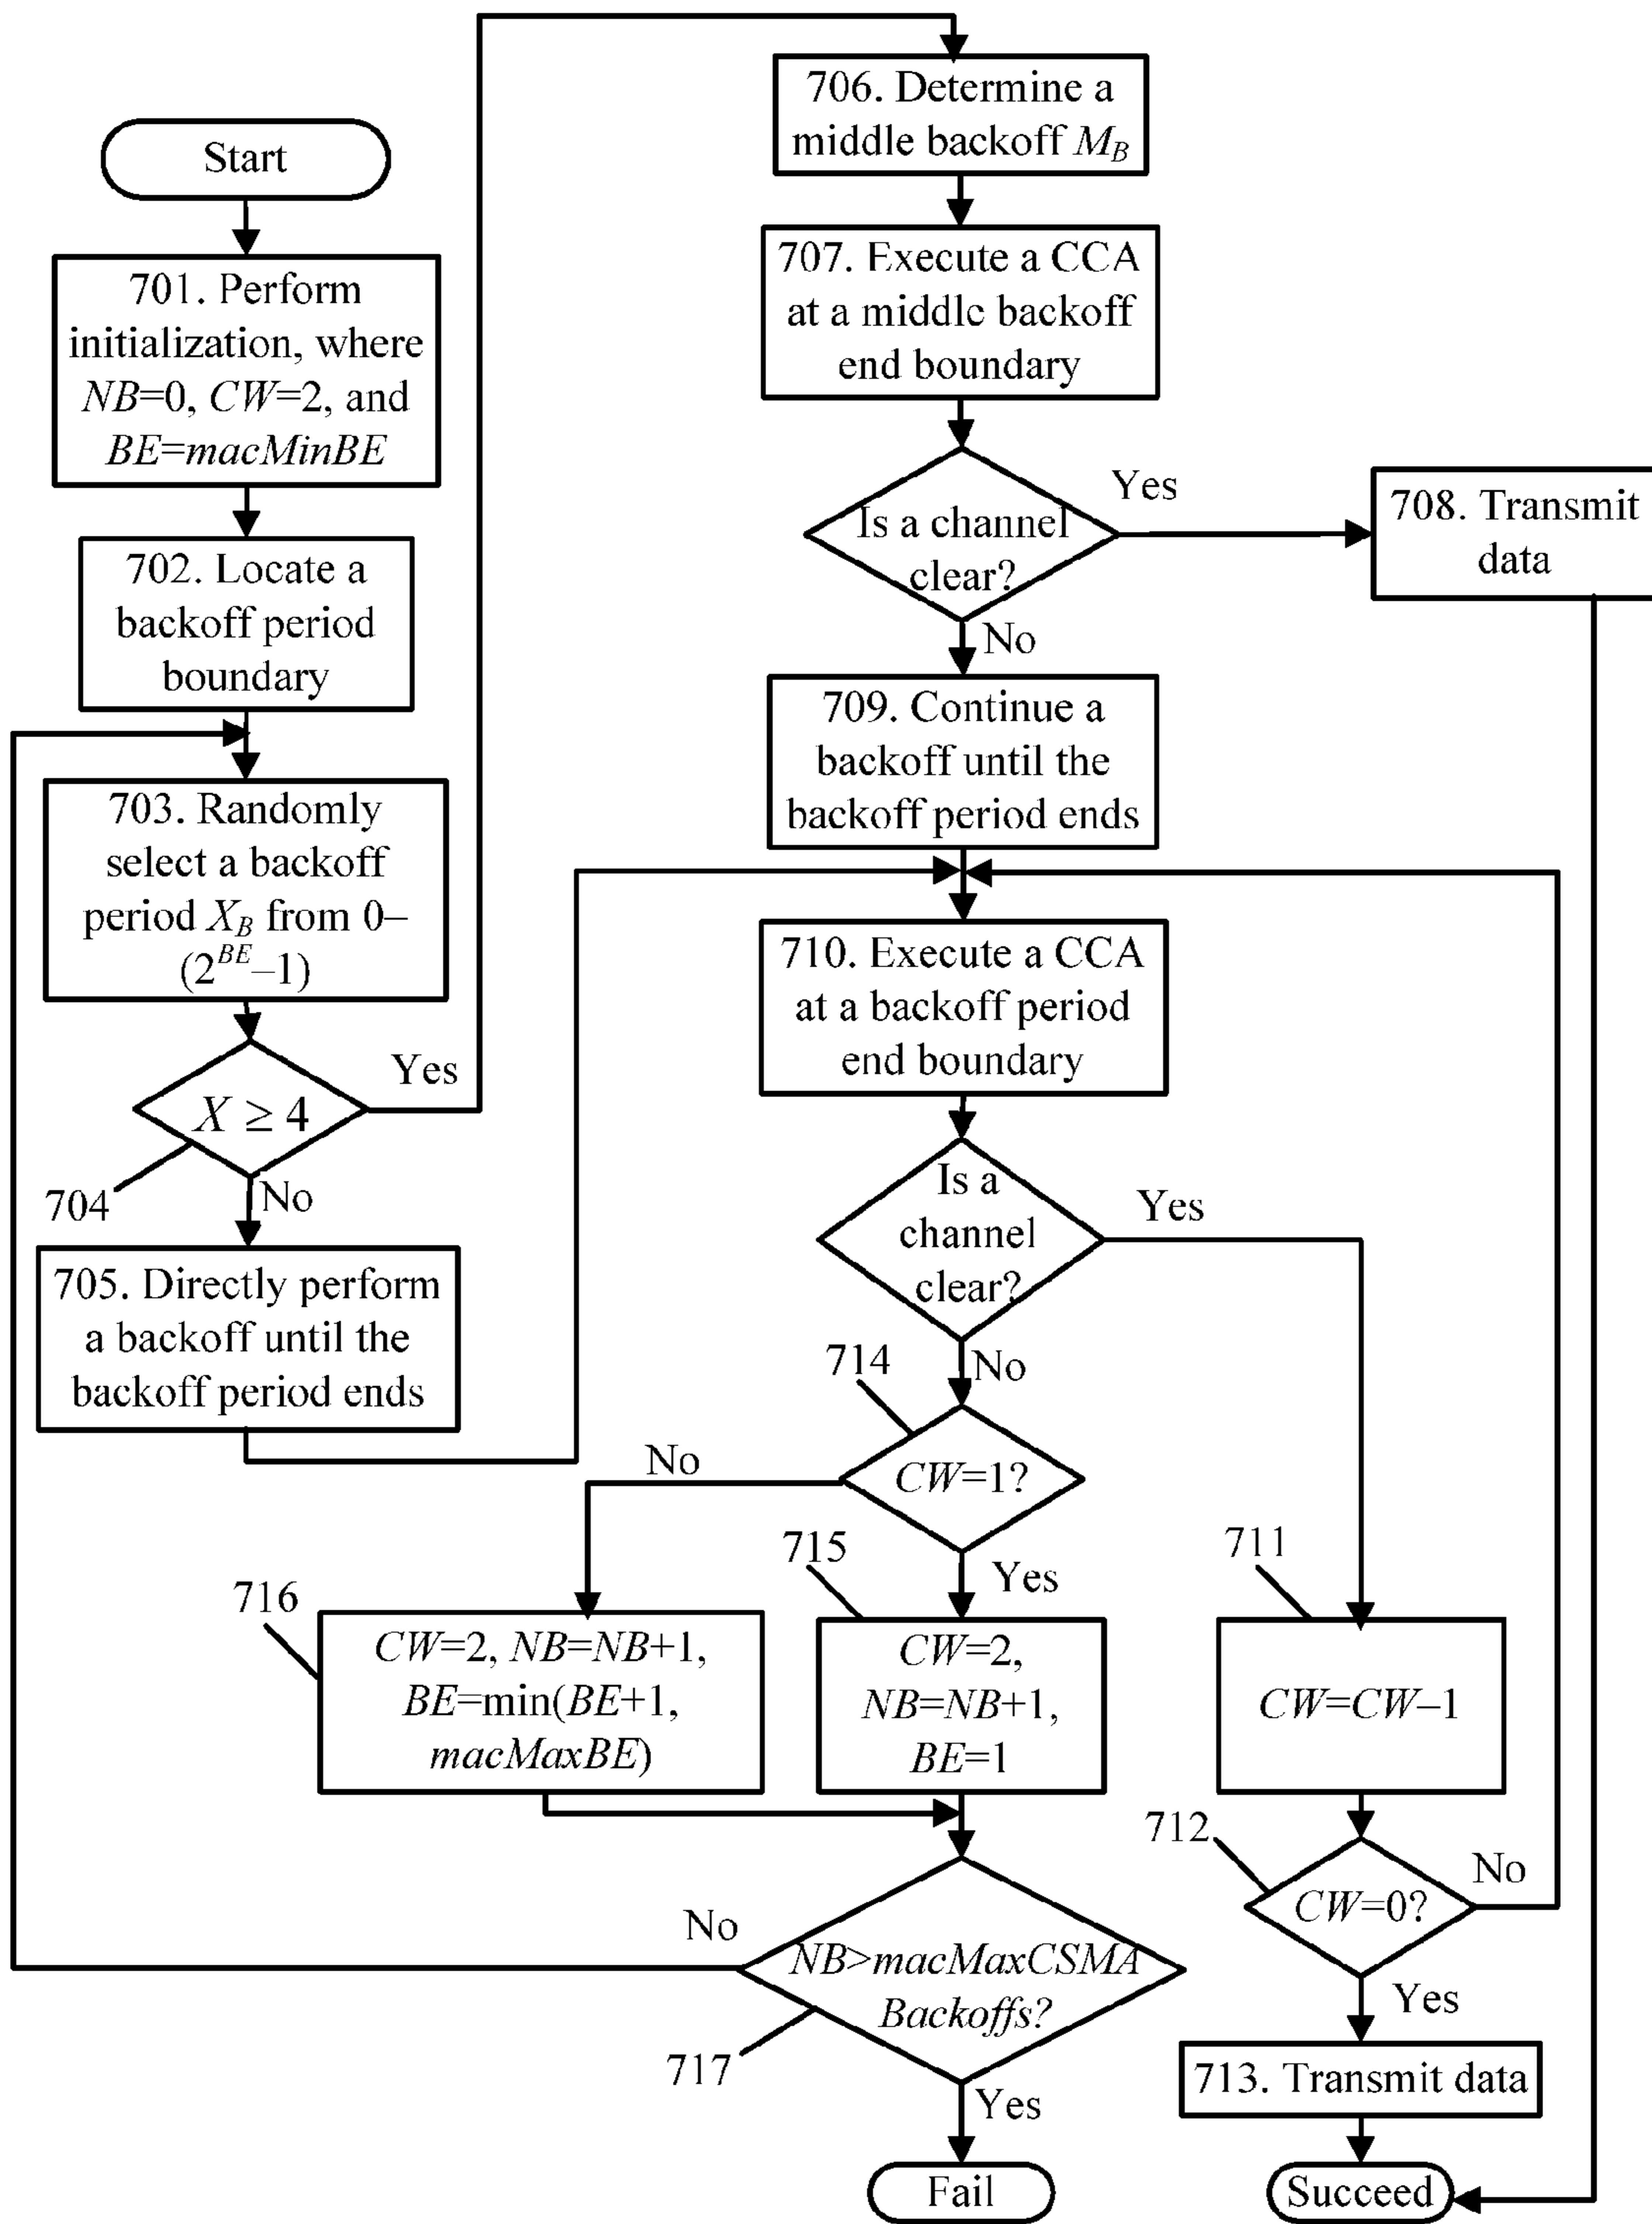 Start
701. Perform
initialization, where
NB=0, CW=2, and
BE=macMinBE
702. Locate a
backoff period
boundary
703. Randomly
select a backoff
period X_B from 0–
(2^BE–1)
X ≥ 4
Yes
704
No
705. Directly perform
a backoff until the
backoff period ends
706. Determine a
middle backoff M_B
707. Execute a CCA
at a middle backoff
end boundary
Is a channel
clear?
Yes
708. Transmit
data
No
709. Continue a
backoff until the
backoff period ends
710. Execute a CCA
at a backoff period
end boundary
Is a
channel
clear?
Yes
No
714
CW=1?
No
Yes
716
CW=2, NB=NB+1,
BE=min(BE+1,
macMaxBE)
715
CW=2,
NB=NB+1,
BE=1
711
CW=CW–1
712
CW=0?
No
Yes
713. Transmit data
Succeed
NB>macMaxCSMA
Backoffs?
No
717
Yes
Fail